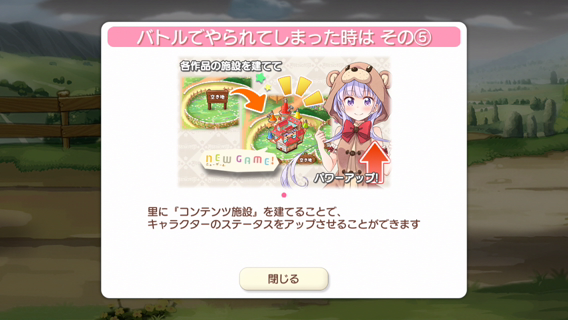 バトルでやられてしまった時は その⑤
各作品の施設を建てて
空き地
空き地
NEW GAME!
パワーアップ!
里に「コンテンツ施設」を建てることで、
キャラクターのステータスをアップさせることができます
閉じる